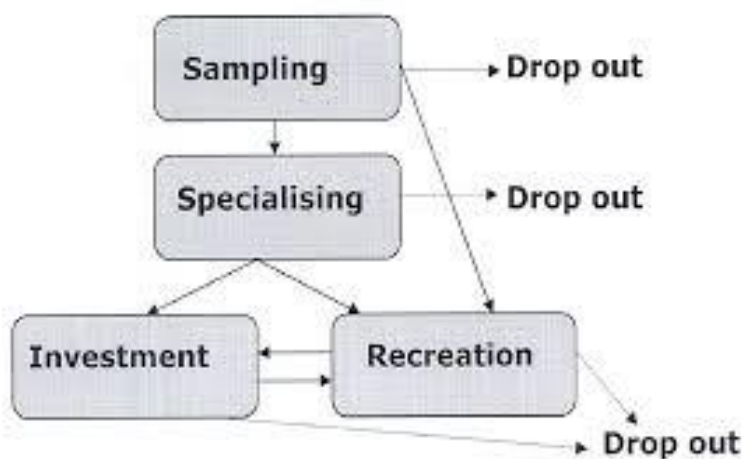 Sampling
Drop out
Specialising
Drop out
Investment
Recreation
Drop out